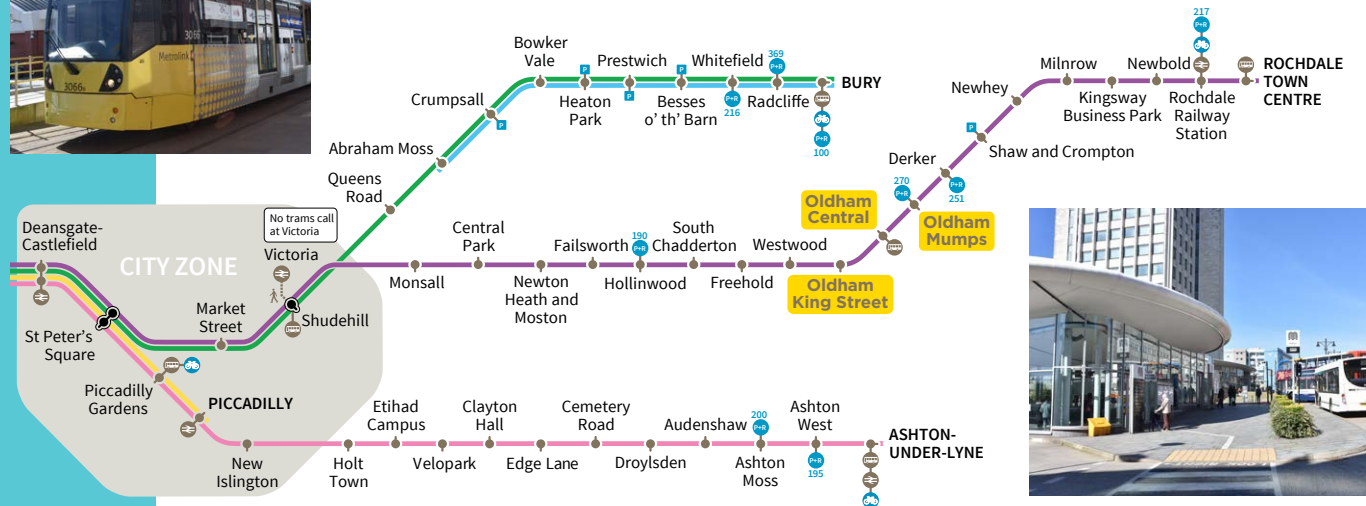 3066
Metrolink
3066B
Deansgate-
Castlefield
CITY ZONE
No trams call
at Victoria
Victoria
Shudehill
Market
Street
St Peter's
Square
Piccadilly
Gardens
PICCADILLY
New
Islington
Queens
Road
Abraham Moss
Crumpsall
P
Bowker
Vale
P
Heaton
Park
Prestwich
P
P
Besses
o' th' Barn
Whitefield
P+R
216
369
P+R
Radcliffe
BURY
P+R
100
Monsall
Central
Park
Newton
Heath and
Moston
Failsworth
190
P+R
Hollinwood
South
Chadderton
Freehold
Westwood
Oldham
King Street
Oldham
Central
270
P+R
Oldham
Mumps
Derker
P+R
251
P
Shaw and Crompton
Newhey
Milnrow
Kingsway
Business Park
Newbold
217
P+R
Rochdale
Railway
Station
ROCHDALE
TOWN
CENTRE
Holt
Town
Etihad
Campus
Velopark
Clayton
Hall
Edge Lane
Cemetery
Road
Droylsden
Audenshaw
200
P+R
Ashton
Moss
Ashton
West
P+R
195
ASHTON-
UNDER-LYNE